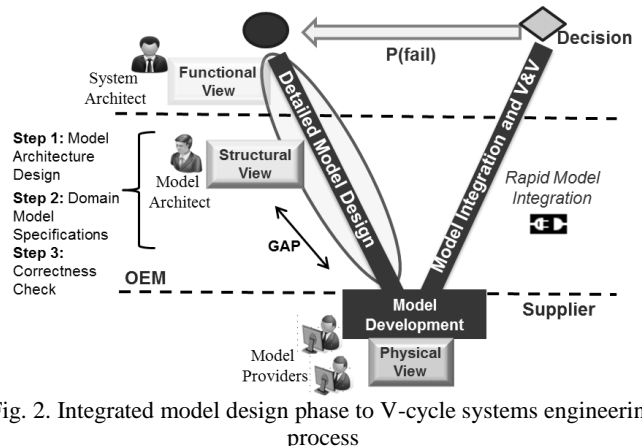 Decision
P(fail)
System
Architect
Functional
View
Detailed Model Design
Model Integration and V&V
Step 1: Model
Architecture
Design
Step 2: Domain
Model
Specifications
Step 3:
Correctness
Check
Model
Architect
Structural
View
Rapid Model
Integration
GAP
OEM
Supplier
Model
Development
Physical
View
Model
Providers
ig. 2. Integrated model design phase to V-cycle systems engineerin
process